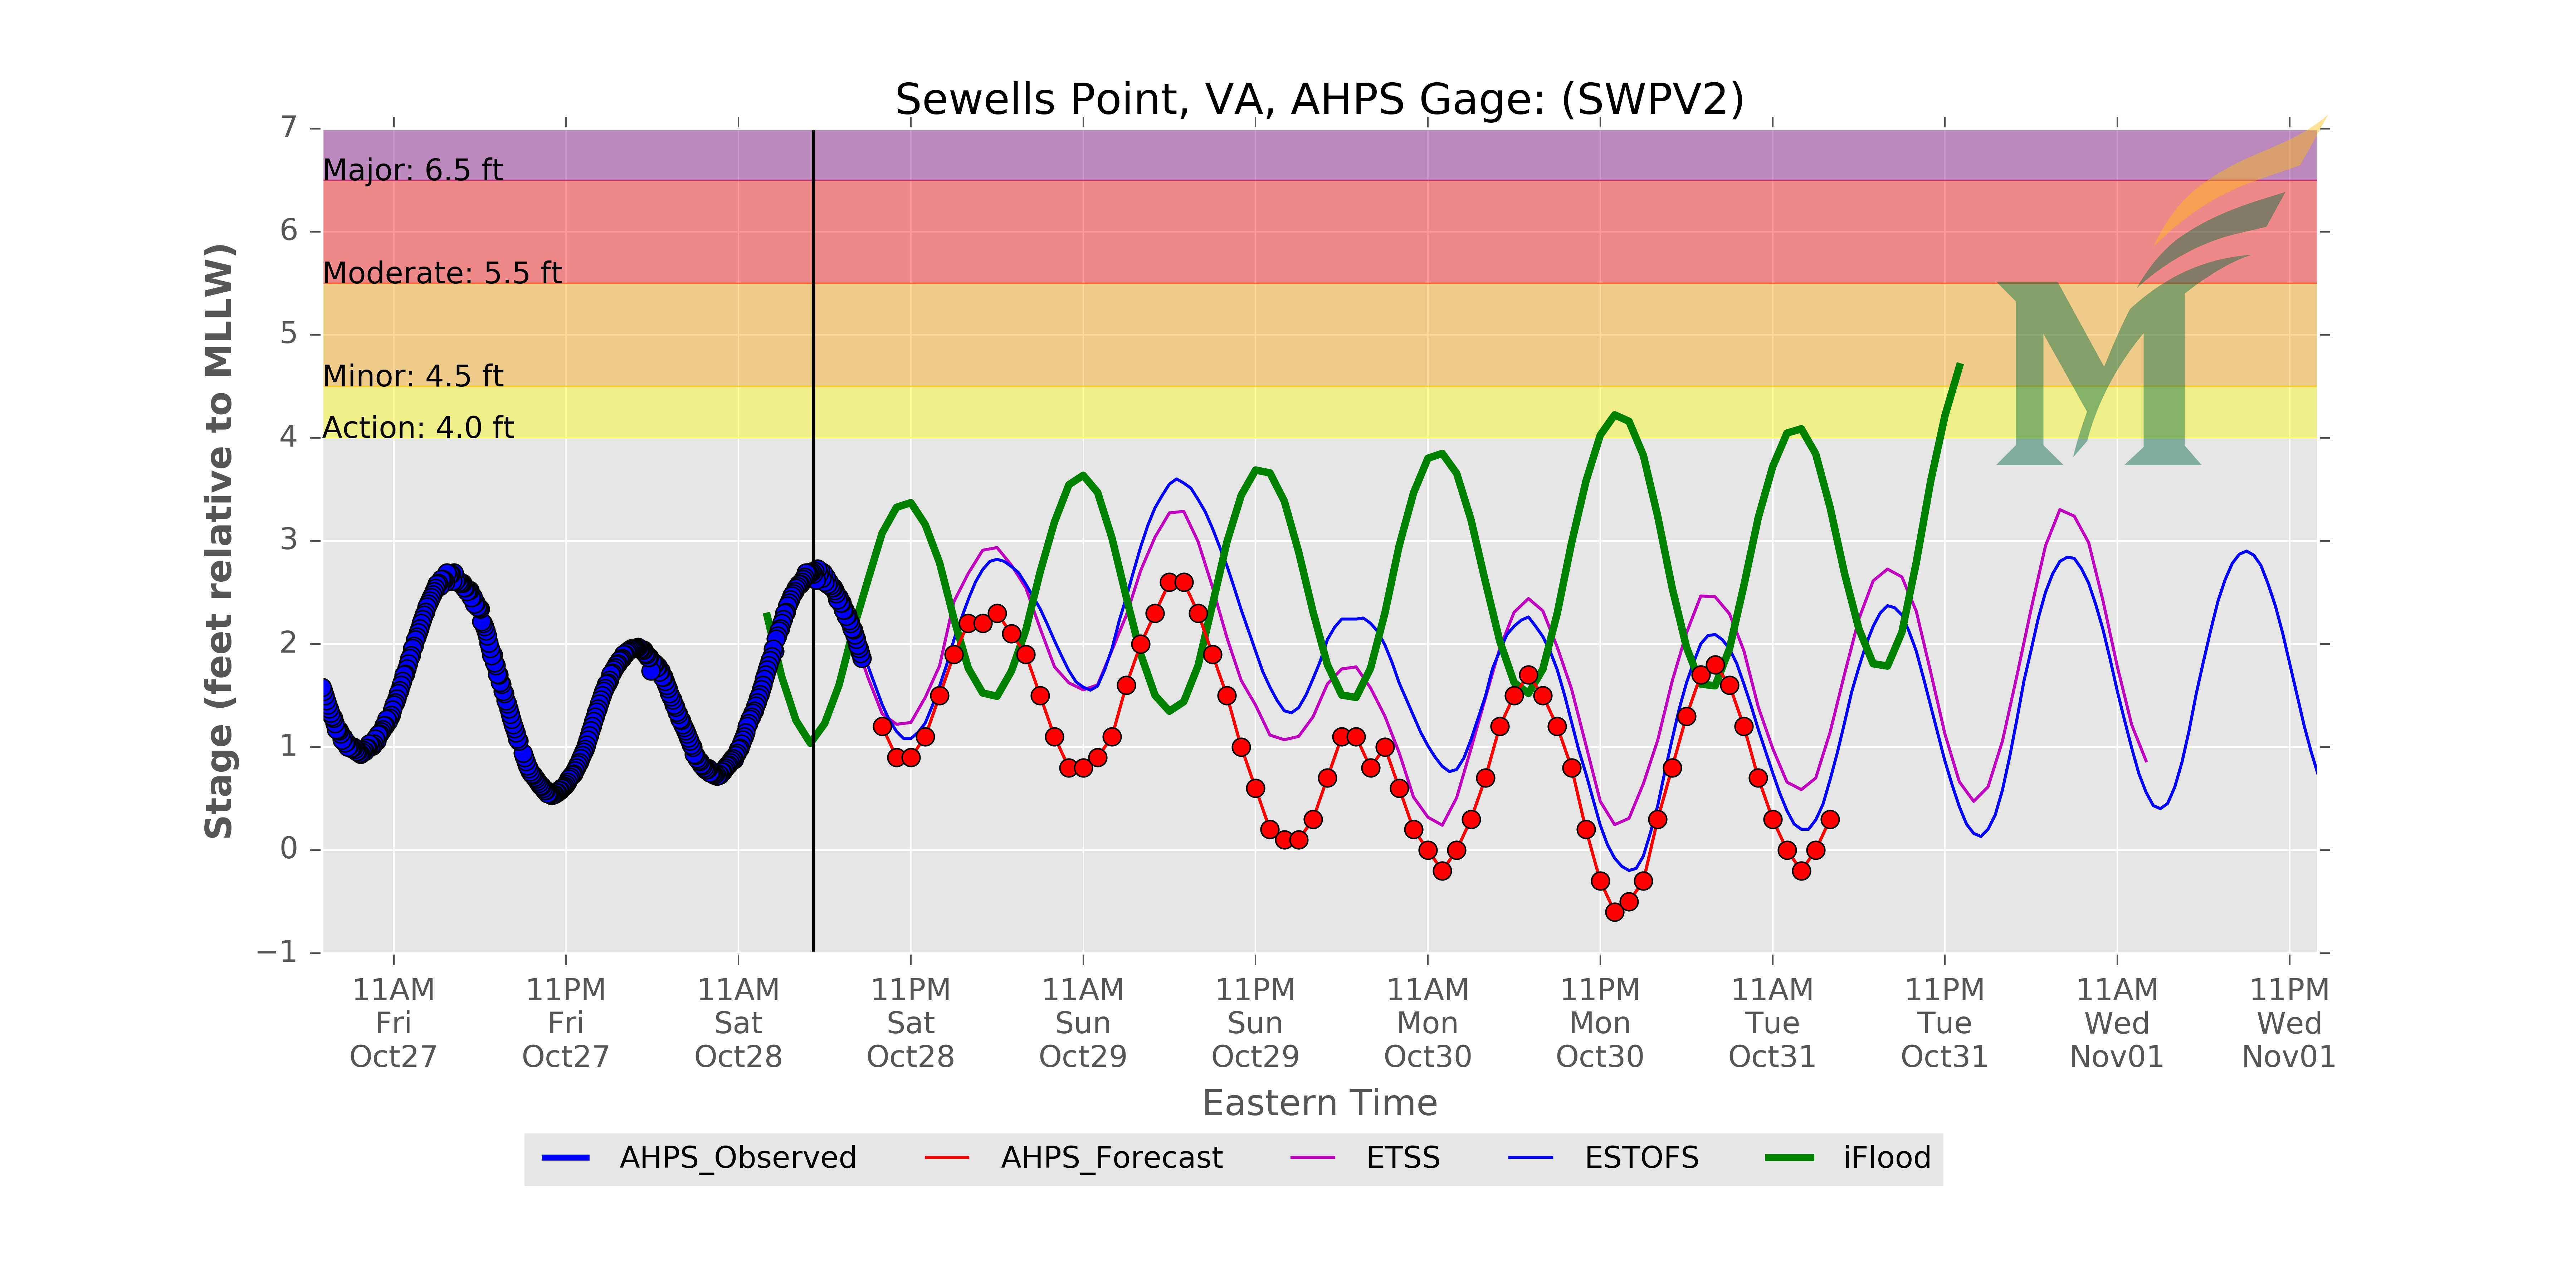 Sewells Point, VA, AHPS Gage: (SWPV2)
Stage (feet relative to MLLW)
7
6
5
4
3
2
1
0
−1
Major: 6.5 ft
Moderate: 5.5 ft
Minor: 4.5 ft
Action: 4.0 ft
M
11AM Fri Oct27
11PM Fri Oct27
11AM Sat Oct28
11PM Sat Oct28
11AM Sun Oct29
11PM Sun Oct29
11AM Mon Oct30
11PM Mon Oct30
11AM Tue Oct31
11PM Tue Oct31
11AM Wed Nov01
11PM Wed Nov01
Eastern Time
AHPS_Observed AHPS_Forecast ETSS ESTOFS iFlood